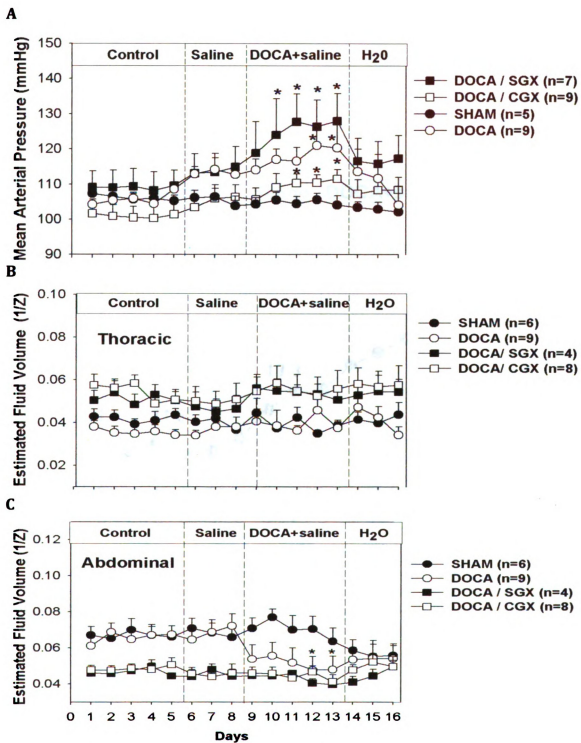 A
Control
Saline
DOCA+saline
H20
Mean Arterial Pressure (mmHg)
150
140
130
120
110
100
90
* * * *
* *
* * *
DOCA / SGX (n=7)
DOCA / CGX (n=9)
SHAM (n=5)
DOCA (n=9)
B
Control
Saline
DOCA+saline
H2O
Thoracic
Estimated Fluid Volume (1/Z)
0.10
0.08
0.06
0.04
0.02
SHAM (n=6)
DOCA (n=9)
DOCA/ SGX (n=4)
DOCA/ CGX (n=8)
C
Control
Saline
DOCA+saline
H2O
Abdominal
Estimated Fluid Volume (1/Z)
0.12
0.10
0.08
0.06
0.04
* *
SHAM (n=6)
DOCA (n=9)
DOCA / SGX (n=4)
DOCA / CGX (n=8)
0 1 2 3 4 5 6 7 8 9 10 11 12 13 14 15 16
Days